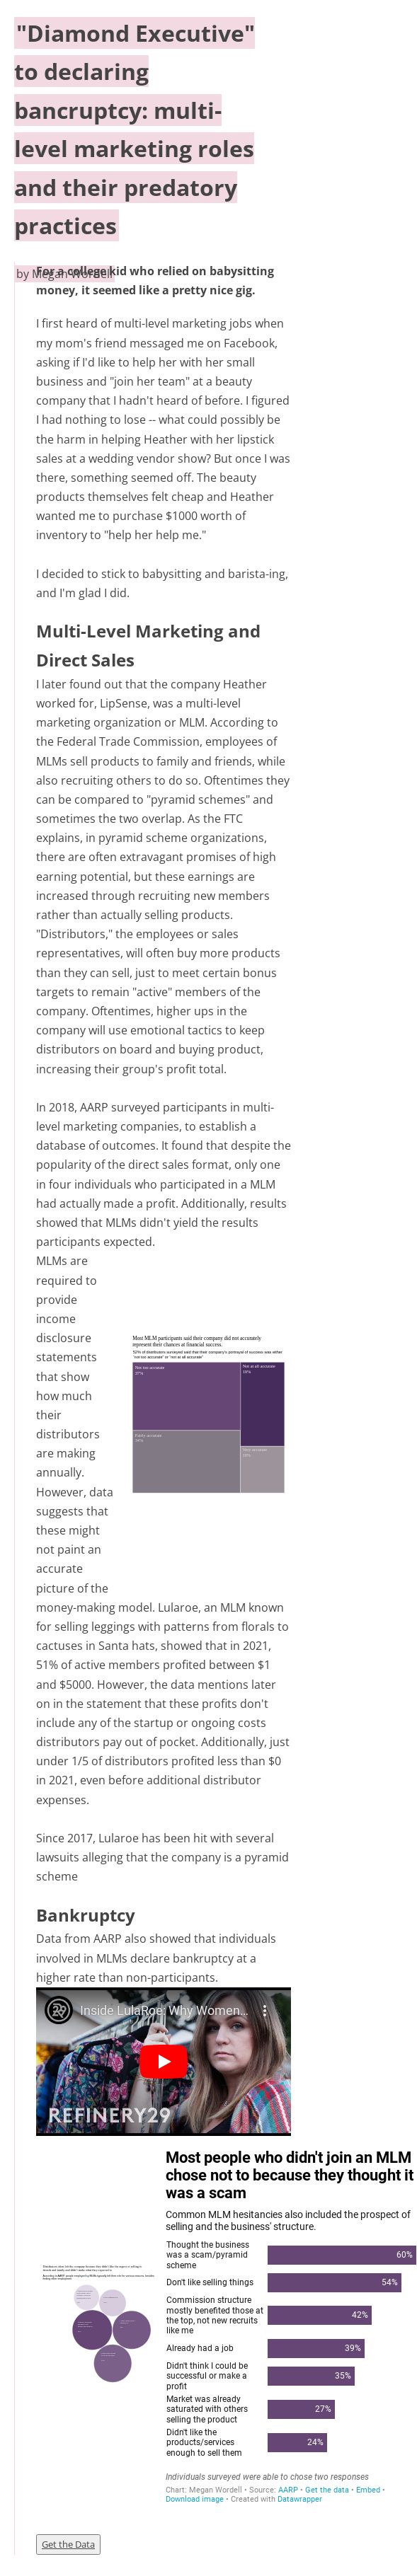 "Diamond Executive"
to declaring
bancruptcy: multi-
level marketing roles
and their predatory
practices
by Megan Wordell
For a college kid who relied on babysitting
money, it seemed like a pretty nice gig.
I first heard of multi-level marketing jobs when
my mom's friend messaged me on Facebook,
asking if I'd like to help her with her small
business and "join her team" at a beauty
company that I hadn't heard of before. I figured
I had nothing to lose -- what could possibly be
the harm in helping Heather with her lipstick
sales at a wedding vendor show? But once I was
there, something seemed off. The beauty
products themselves felt cheap and Heather
wanted me to purchase $1000 worth of
inventory to "help her help me."
I decided to stick to babysitting and barista-ing,
and I'm glad I did.
Multi-Level Marketing and
Direct Sales
I later found out that the company Heather
worked for, LipSense, was a multi-level
marketing organization or MLM. According to
the Federal Trade Commission, employees of
MLMs sell products to family and friends, while
also recruiting others to do so. Oftentimes they
can be compared to "pyramid schemes" and
sometimes the two overlap. As the FTC
explains, in pyramid scheme organizations,
there are often extravagant promises of high
earning potential, but these earnings are
increased through recruiting new members
rather than actually selling products.
"Distributors," the employees or sales
representatives, will often buy more products
than they can sell, just to meet certain bonus
targets to remain "active" members of the
company. Oftentimes, higher ups in the
company will use emotional tactics to keep
distributors on board and buying product,
increasing their group's profit total.
In 2018, AARP surveyed participants in multi-
level marketing companies, to establish a
database of outcomes. It found that despite the
popularity of the direct sales format, only one
in four individuals who participated in a MLM
had actually made a profit. Additionally, results
showed that MLMs didn't yield the results
participants expected.
MLMs are
required to
provide
income
disclosure
statements
that show
how much
their
distributors
are making
annually.
However, data
suggests that
these might
not paint an
accurate
picture of the
Most MLM participants said their company did not accurately
represent their chances at financial success.
52% of distributors surveyed said that their company's portrayal of success was either
"not too accurate" or "not at all accurate"
Not too accurate
Not at all accurate
Fairly accurate
money-making model. Lularoe, an MLM known
for selling leggings with patterns from florals to
cactuses in Santa hats, showed that in 2021,
51% of active members profited between $1
and $5000. However, the data mentions later
on in the statement that these profits don't
include any of the startup or ongoing costs
distributors pay out of pocket. Additionally, just
under 1/5 of distributors profited less than $0
in 2021, even before additional distributor
expenses.
Since 2017, Lularoe has been hit with several
lawsuits alleging that the company is a pyramid
scheme
Bankruptcy
Data from AARP also showed that individuals
involved in MLMs declare bankruptcy at a
higher rate than non-participants.
Inside LulaRoe: Why Women...
REFINERY29
Most people who didn't join an MLM
chose not to because they thought it
was a scam
Common MLM hesitancies also included the prospect of
selling and the business' structure.
Thought the business
was a scam/pyramid
scheme
60%
Don't like selling things
54%
Commission structure
mostly benefited those at
the top, not new recruits
like me
42%
Already had a job
39%
Didn't think I could be
successful or make a
profit
35%
Market was already
saturated with others
selling the product
27%
Didn't like the
products/services
enough to sell them
24%
Individuals surveyed were able to chose two responses
Chart: Megan Wordell • Source: AARP • Get the data • Embed •
Download image • Created with Datawrapper
Get the Data